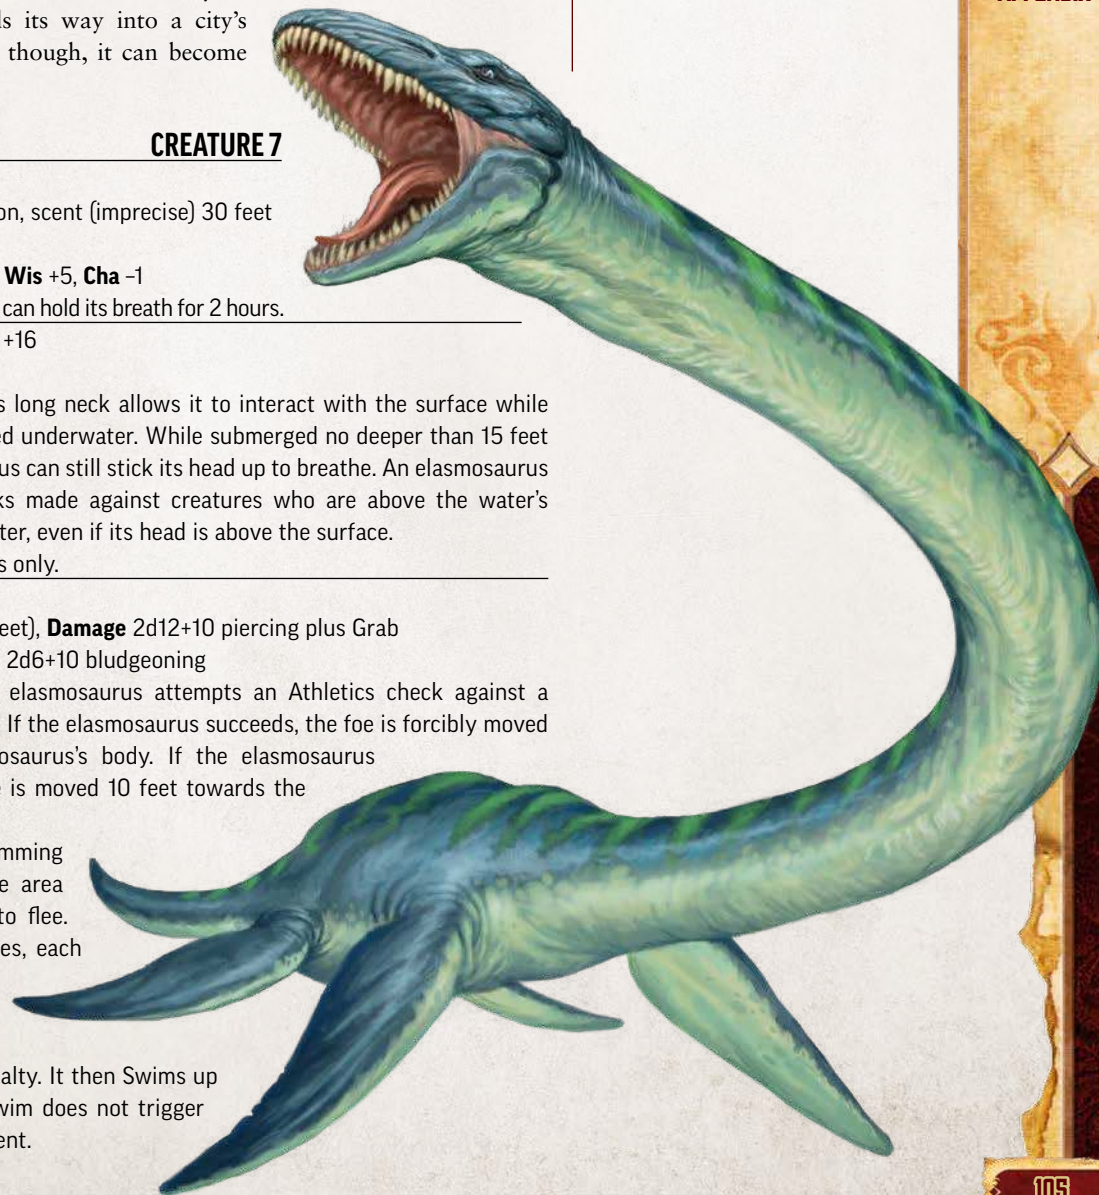 ls its way into a city's
though, it can become
CREATURE 7
on, scent (imprecise) 30 feet
Wis +5, Cha –1
can hold its breath for 2 hours.
+16
s long neck allows it to interact with the surface while
ed underwater. While submerged no deeper than 15 feet
us can still stick its head up to breathe. An elasmosaurus
ks made against creatures who are above the water's
ter, even if its head is above the surface.
s only.
eet), Damage 2d12+10 piercing plus Grab
2d6+10 bludgeoning
elasmosaurus attempts an Athletics check against a
If the elasmosaurus succeeds, the foe is forcibly moved
osaurus's body. If the elasmosaurus
e is moved 10 feet towards the
mming
e area
to flee.
es, each
alty. It then Swims up
wim does not trigger
ent.
105